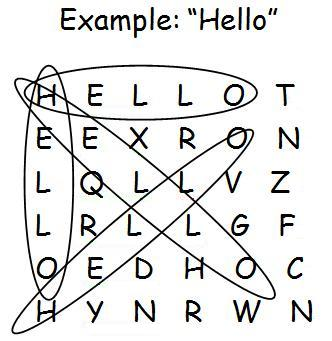 Example: “Hello”
H E L L O T
E E X R O N
L Q L L V Z
L R L L G F
O E D H O C
H Y N R W N